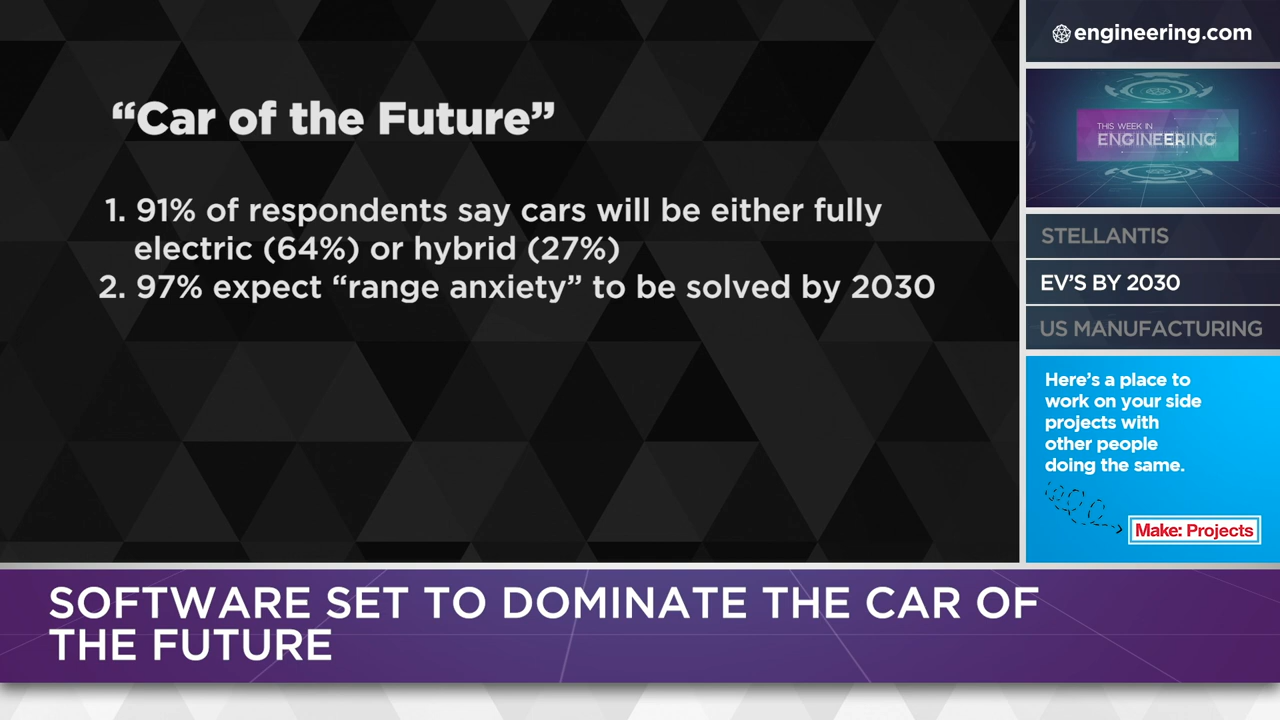 “Car of the Future”
1. 91% of respondents say cars will be either fully
electric (64%) or hybrid (27%)
2. 97% expect “range anxiety” to be solved by 2030
engineering.com
THIS WEEK IN
ENGINEERING
STELLANTIS
EV'S BY 2030
US MANUFACTURING
Here's a place to
work on your side
projects with
other people
doing the same.
Make: Projects
SOFTWARE SET TO DOMINATE THE CAR OF
THE FUTURE